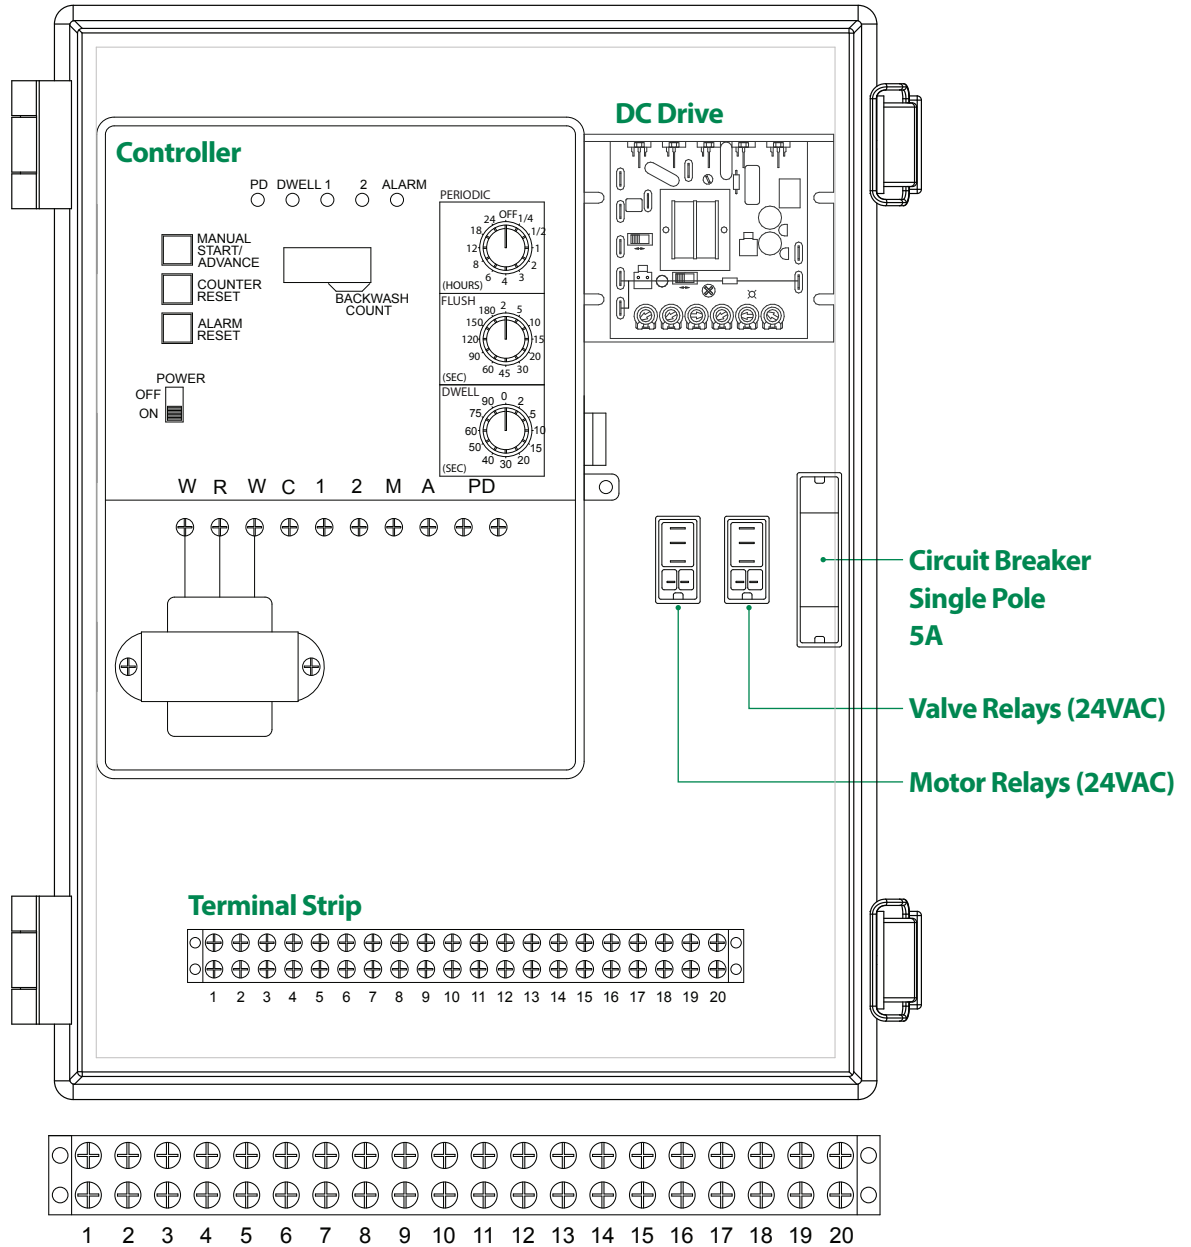 DC Drive
Controller
PD DWELL 1 2 ALARM
MANUAL
START/
ADVANCE
COUNTER
RESET
ALARM
RESET
BACKWASH
COUNT
POWER
OFF
ON
PERIODIC
OFF 1/4 1/2 1 2 3 4 6 8 12 18 24
(HOURS)
FLUSH
2 5 10 15 20 30 45 60 90 120 150 180
(SEC)
DWELL
0 2 5 10 15 20 30 40 50 60 75 90
(SEC)
W R W C 1 2 M A PD
Circuit Breaker
Single Pole
5A
Valve Relays (24VAC)
Motor Relays (24VAC)
Terminal Strip
1 2 3 4 5 6 7 8 9 10 11 12 13 14 15 16 17 18 19 20
1 2 3 4 5 6 7 8 9 10 11 12 13 14 15 16 17 18 19 20